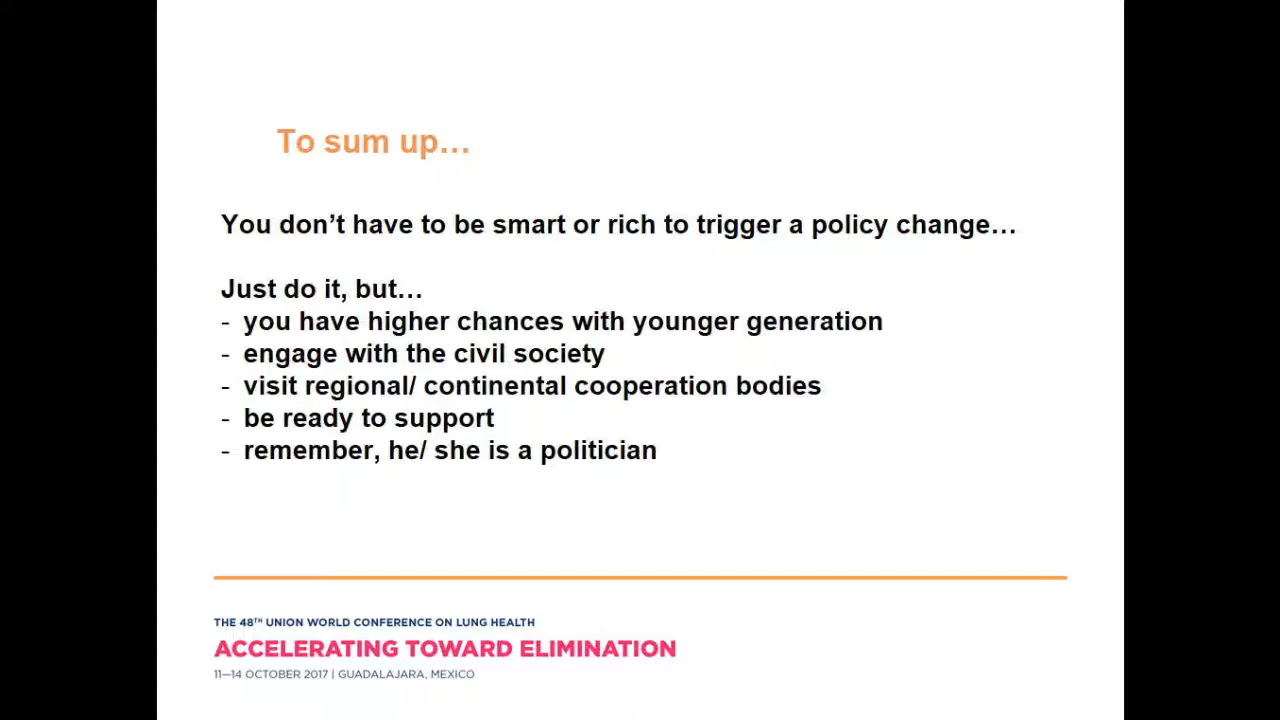 To sum up…
You don’t have to be smart or rich to trigger a policy change…
Just do it, but…
- you have higher chances with younger generation
- engage with the civil society
- visit regional/ continental cooperation bodies
- be ready to support
- remember, he/ she is a politician
THE 48TH UNION WORLD CONFERENCE ON LUNG HEALTH
ACCELERATING TOWARD ELIMINATION
11—14 OCTOBER 2017 | GUADALAJARA, MEXICO